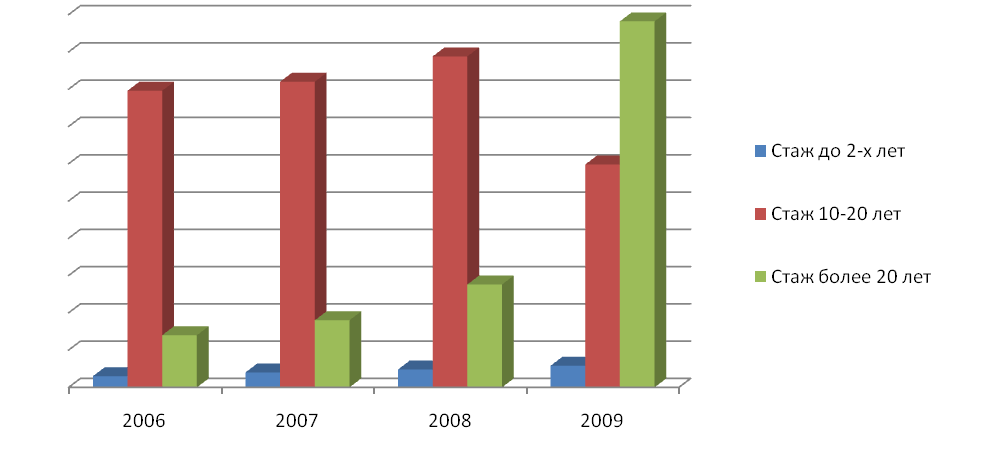 Стаж до 2-х лет
Стаж 10-20 лет
Стаж более 20 лет
2006 2007 2008 2009